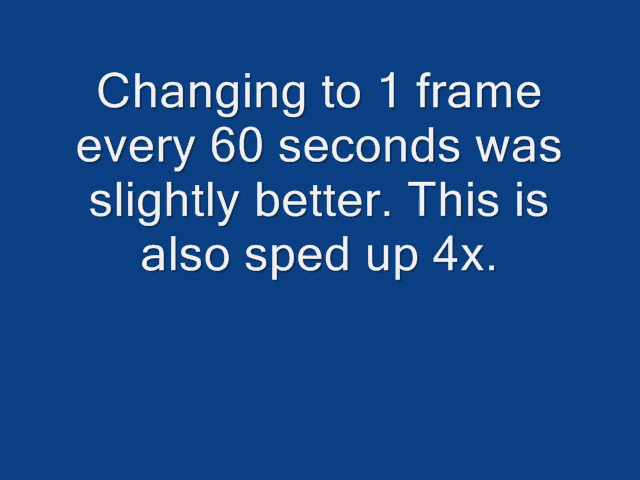 Changing to 1 frame
every 60 seconds was
slightly better. This is
also sped up 4x.